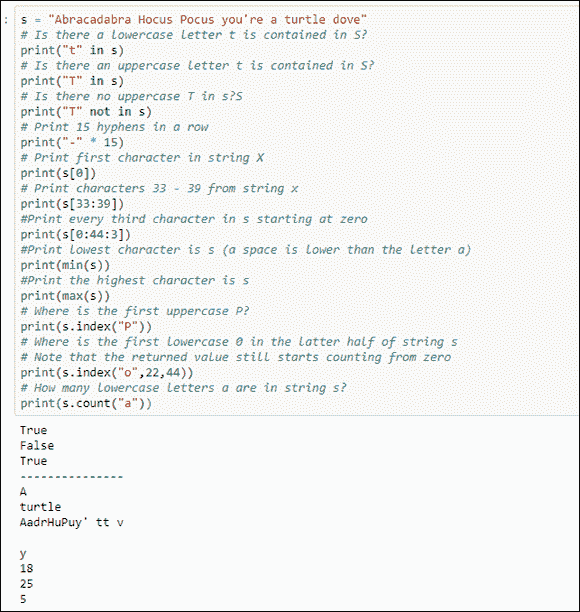 : s = "Abracadabra Hocus Pocus you're a turtle dove"
# Is there a lowercase letter t is contained in S?
print("t" in s)
# Is there an uppercase letter t is contained in S?
print("T" in s)
# Is there no uppercase T in s?S
print("T" not in s)
# Print 15 hyphens in a row
print("-" * 15)
# Print first character in string X
print(s[0])
# Print characters 33 - 39 from string x
print(s[33:39])
#Print every third character in s starting at zero
print(s[0:44:3])
#Print lowest character is s (a space is lower than the letter a)
print(min(s))
#Print the highest character is s
print(max(s))
# Where is the first uppercase P?
print(s.index("P"))
# Where is the first lowercase 0 in the latter half of string s
# Note that the returned value still starts counting from zero
print(s.index("o",22,44))
# How many lowercase letters a are in string s?
print(s.count("a"))
True
False
True
---------------
A
turtle
AadrHuPuy' tt v
y
18
25
5